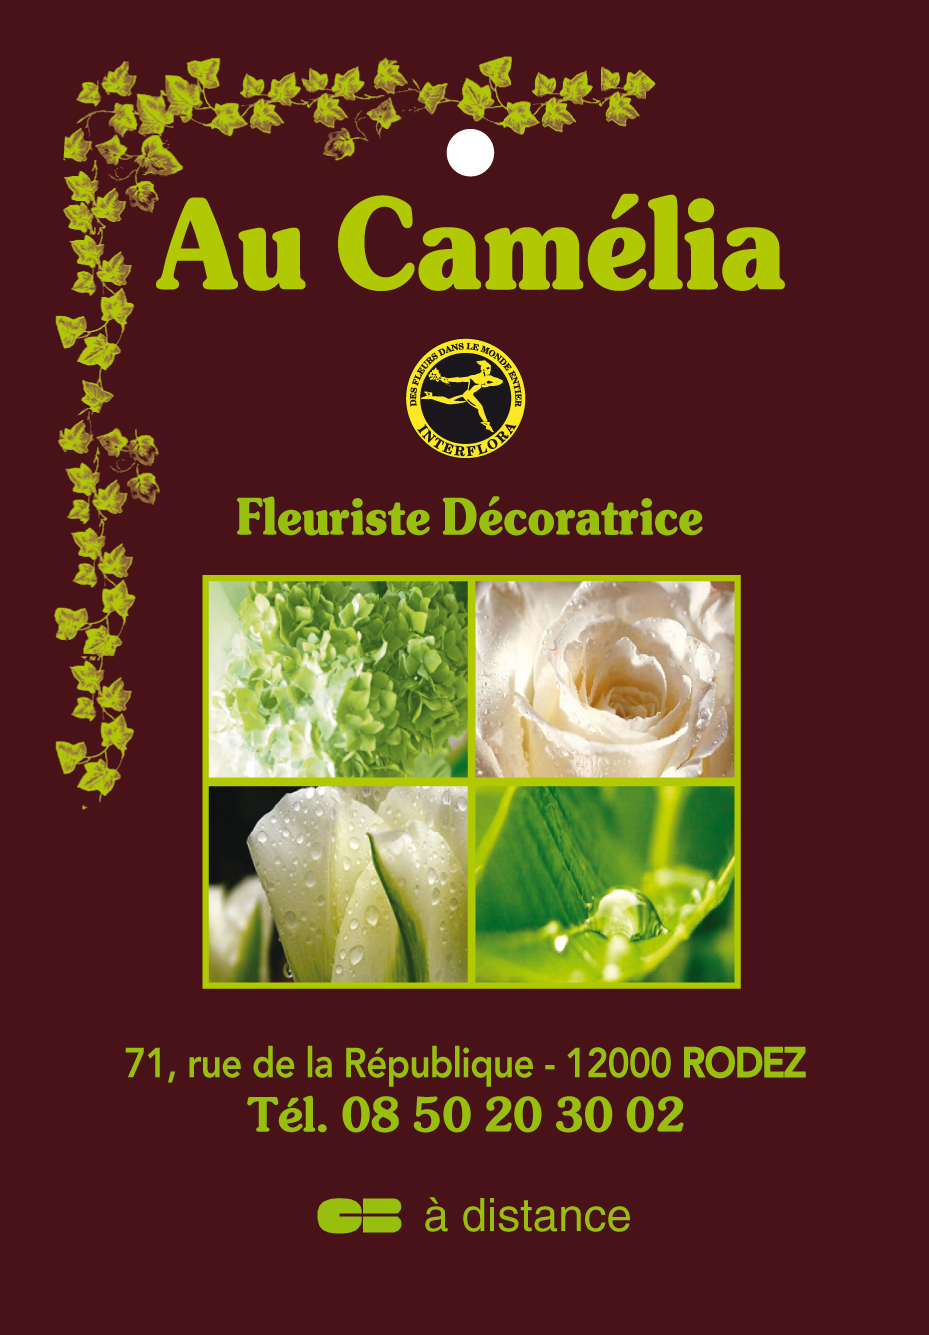 Au Camélia
DES FLEURS DANS LE MONDE ENTIER
INTERFLORA
Fleuriste Décoratrice
71, rue de la République - 12000 RODEZ
Tél. 08 50 20 30 02
CB à distance